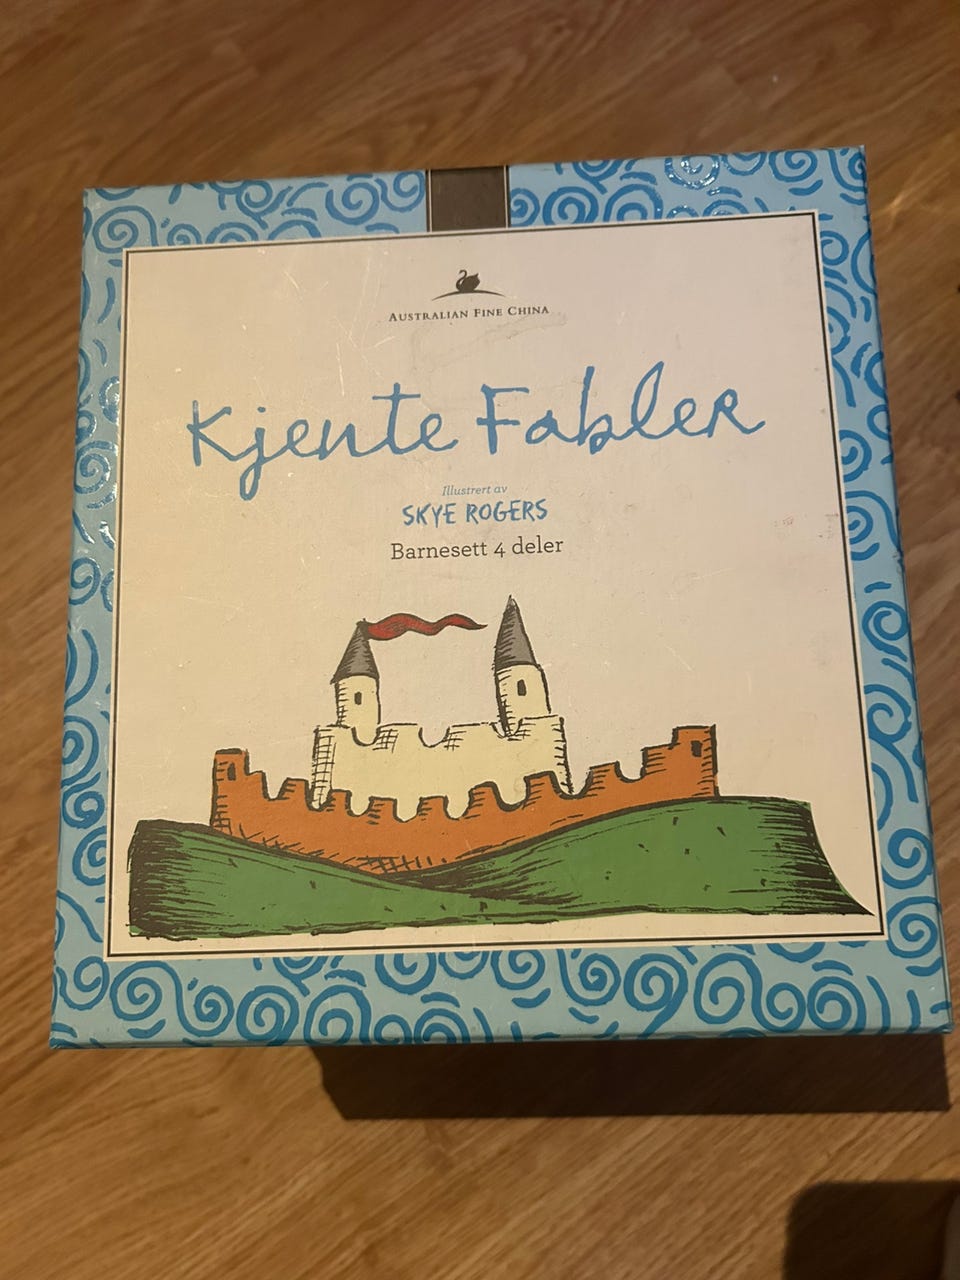 AUSTRALIAN FINE CHINA
Kjente Fabler
Illustrert av
SKYE ROGERS
Barnesett 4 deler